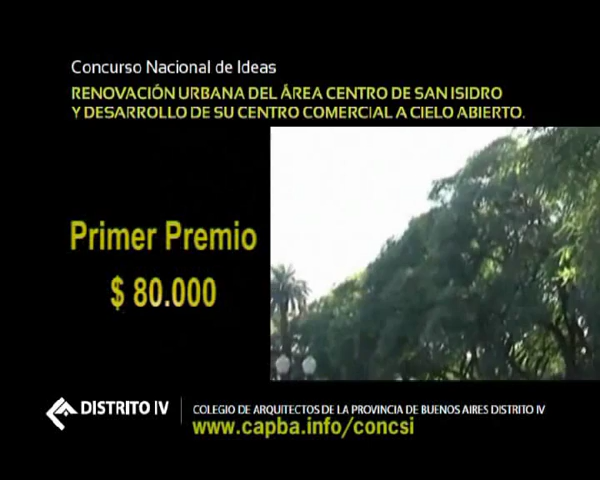 Concurso Nacional de Ideas
RENOVACIÓN URBANA DEL ÁREA CENTRO DE SAN ISIDRO
Y DESARROLLO DE SU CENTRO COMERCIAL A CIELO ABIERTO.
Primer Premio
$ 80.000
DISTRITO IV
COLEGIO DE ARQUITECTOS DE LA PROVINCIA DE BUENOS AIRES DISTRITO IV
www.capba.info/concsi